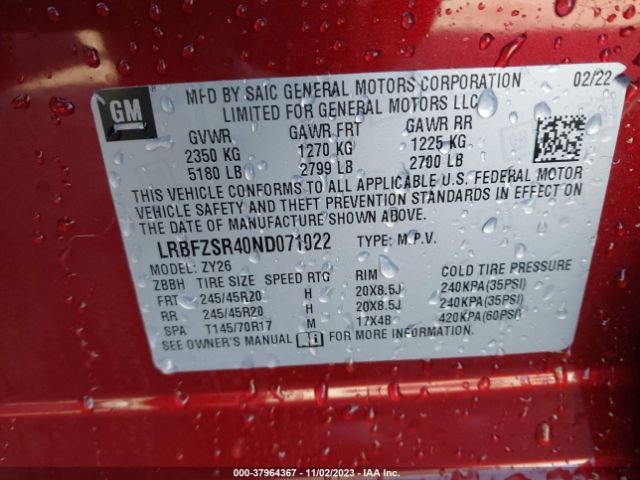 GM
MFD BY SAIC GENERAL MOTORS CORPORATION 02/22
LIMITED FOR GENERAL MOTORS LLC
GVWR GAWR FRT GAWR RR
2350 KG 1270 KG 1225 KG
5180 LB 2799 LB 2700 LB
THIS VEHICLE CONFORMS TO ALL APPLICABLE U.S. FEDERAL MOTOR
VEHICLE SAFETY AND THEFT PREVENTION STANDARDS IN EFFECT ON
THE DATE OF MANUFACTURE SHOWN ABOVE.
LRBFZSR40ND071022 TYPE: M.P.V.
MODEL: ZY26
ZBBH TIRE SIZE SPEED RTG RIM COLD TIRE PRESSURE
FRT 245/45R20 H 20X8.5J 240KPA(35PSI)
RR 245/45R20 H 20X8.5J 240KPA(35PSI)
SPA T145/70R17 M 17X4B 420KPA(60PSI)
SEE OWNER'S MANUAL FOR MORE INFORMATION
000-37964367 - 11/02/2023 - IAA Inc.